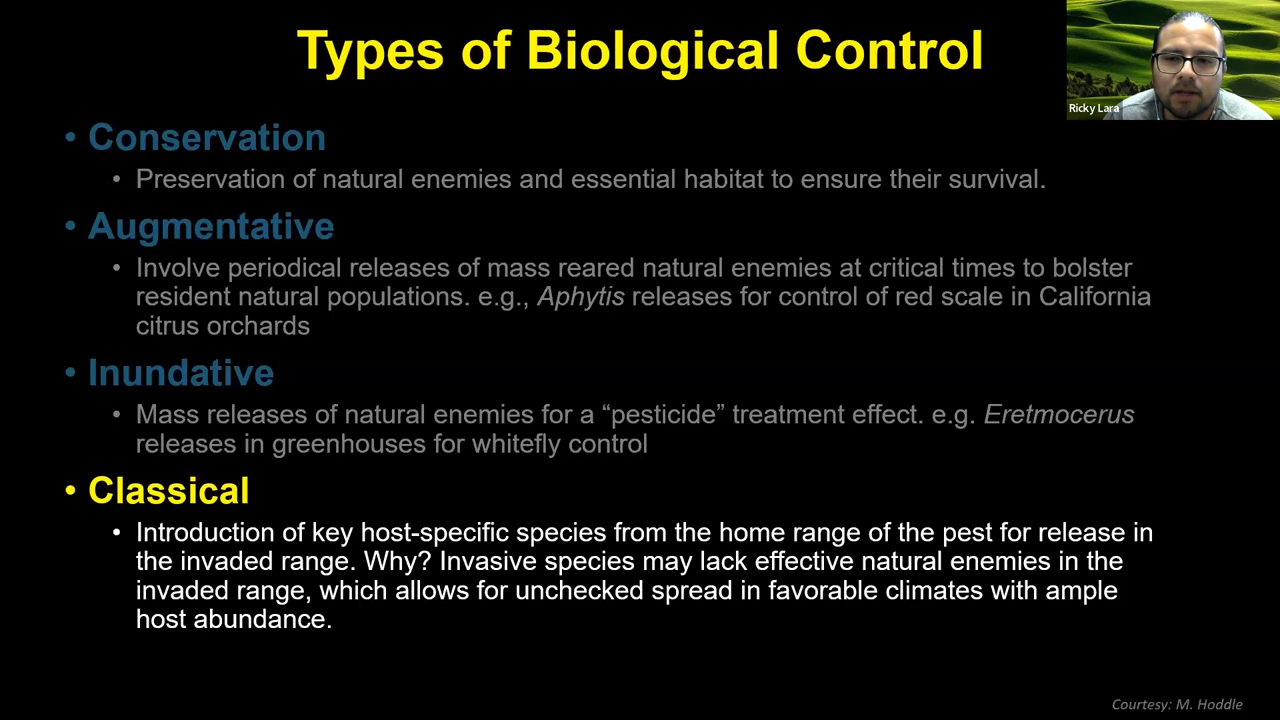 Types of Biological Control
Ricky Lara
• Conservation
• Preservation of natural enemies and essential habitat to ensure their survival.
• Augmentative
• Involve periodical releases of mass reared natural enemies at critical times to bolster
resident natural populations. e.g., Aphytis releases for control of red scale in California
citrus orchards
• Inundative
• Mass releases of natural enemies for a “pesticide” treatment effect. e.g. Eretmocerus
releases in greenhouses for whitefly control
• Classical
• Introduction of key host-specific species from the home range of the pest for release in
the invaded range. Why? Invasive species may lack effective natural enemies in the
invaded range, which allows for unchecked spread in favorable climates with ample
host abundance.
Courtesy: M. Hoddle